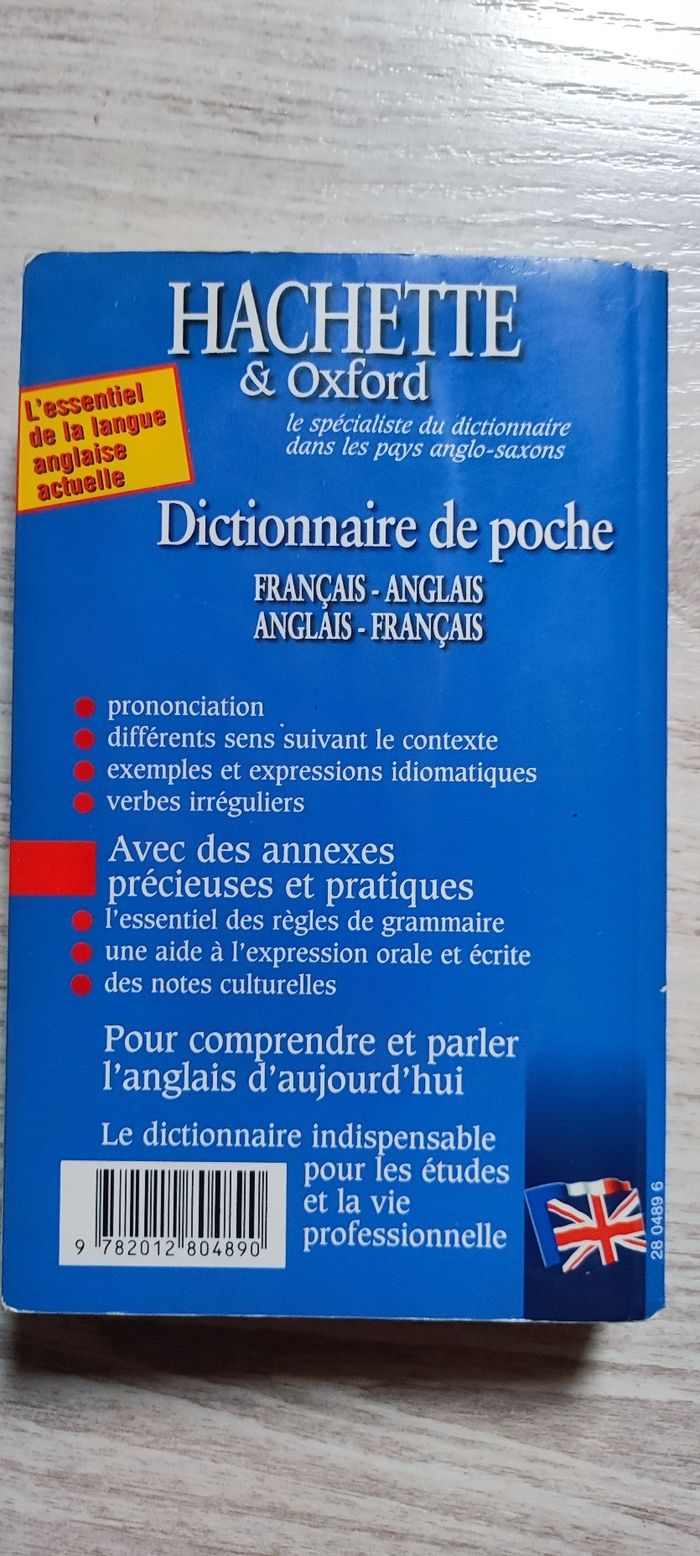 HACHETTE
& Oxford
le spécialiste du dictionnaire
dans les pays anglo-saxons
L'essentiel
de la langue
anglaise
actuelle
Dictionnaire de poche
FRANÇAIS - ANGLAIS
ANGLAIS - FRANÇAIS
prononciation
différents sens suivant le contexte
exemples et expressions idiomatiques
verbes irréguliers
Avec des annexes
précieuses et pratiques
l'essentiel des règles de grammaire
une aide à l'expression orale et écrite
des notes culturelles
Pour comprendre et parler
l'anglais d'aujourd'hui
Le dictionnaire indispensable
pour les études
et la vie
professionnelle
9 782012 804890
28 0489 6